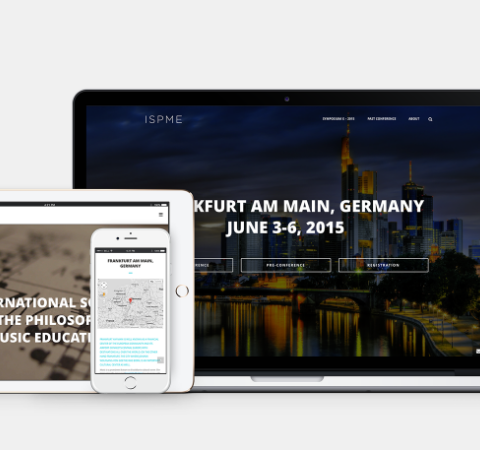 ISPME
SYMPOSIUM X - 2015 PAST CONFERENCE ABOUT
KFURT AM MAIN, GERMANY
JUNE 3-6, 2015
RENCE
PRE-CONFERENCE
REGISTRATION
RNATIONAL SO
THE PHILOSOP
USIC EDUCATI
FRANKFURT AM MAIN,
GERMANY